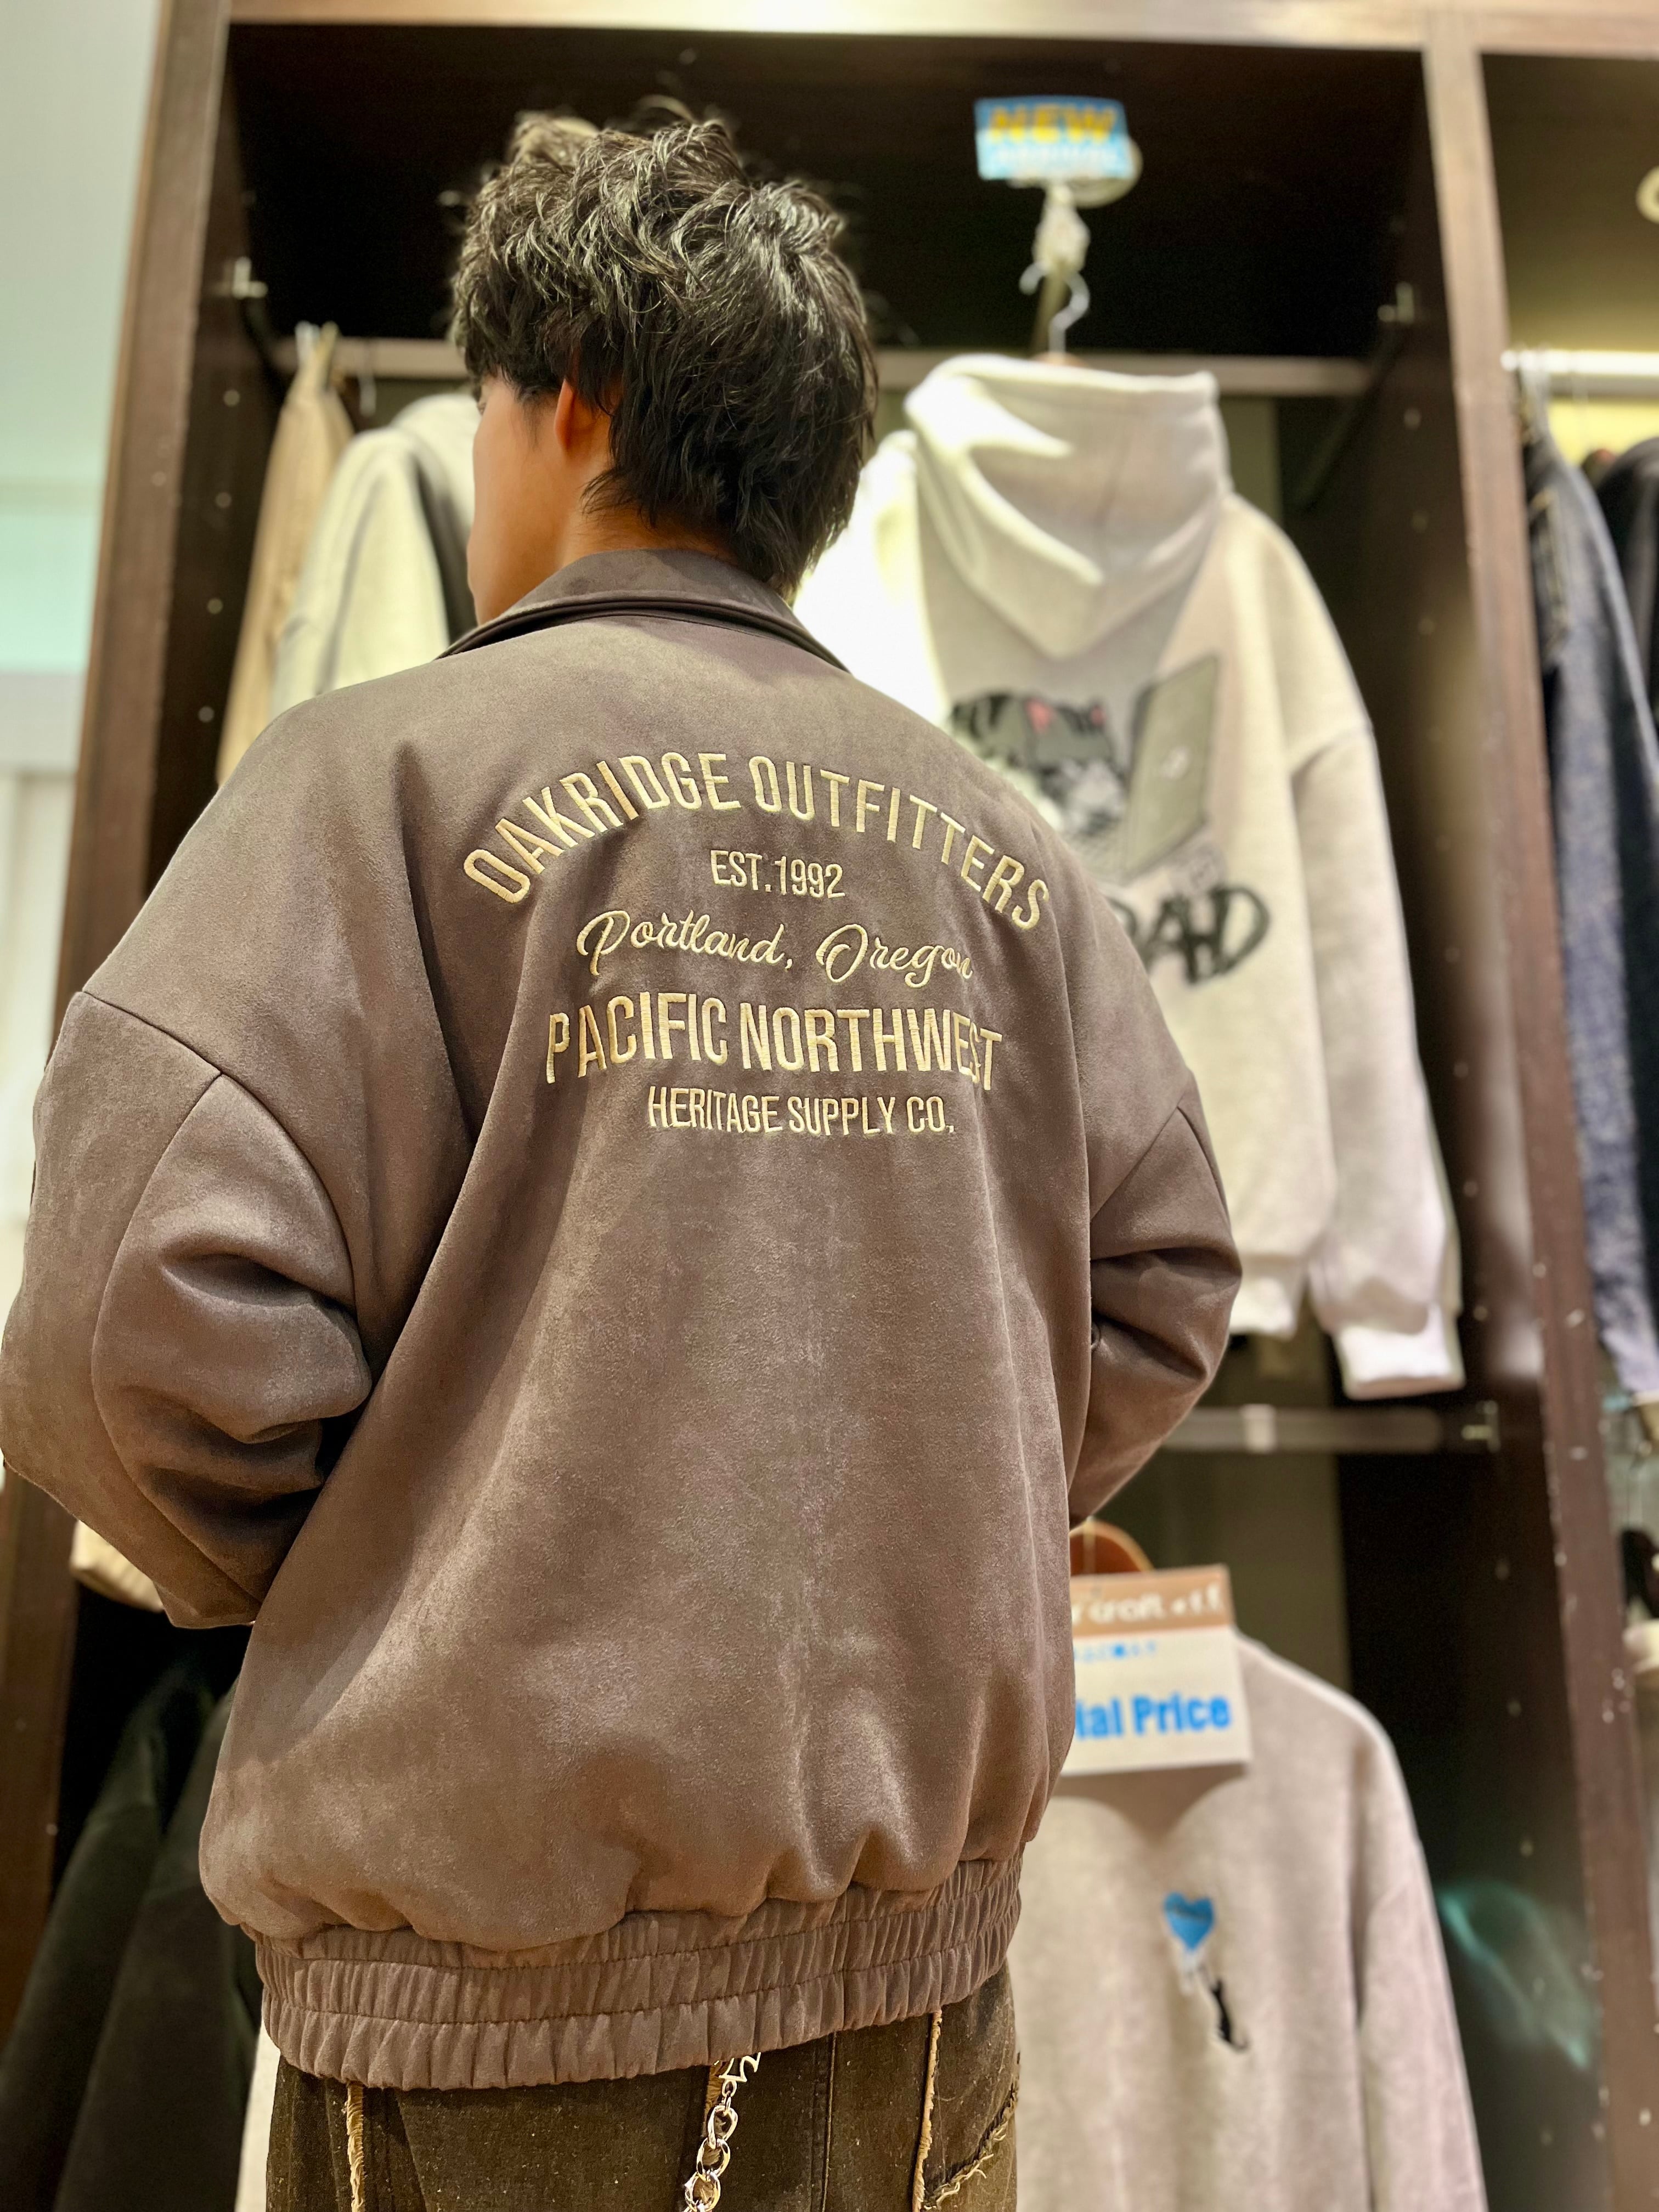 NEW
OAKRIDGE OUTFITTERS
EST.1992
Portland, Oregon
PACIFIC NORTHWEST
HERITAGE SUPPLY CO.
Price